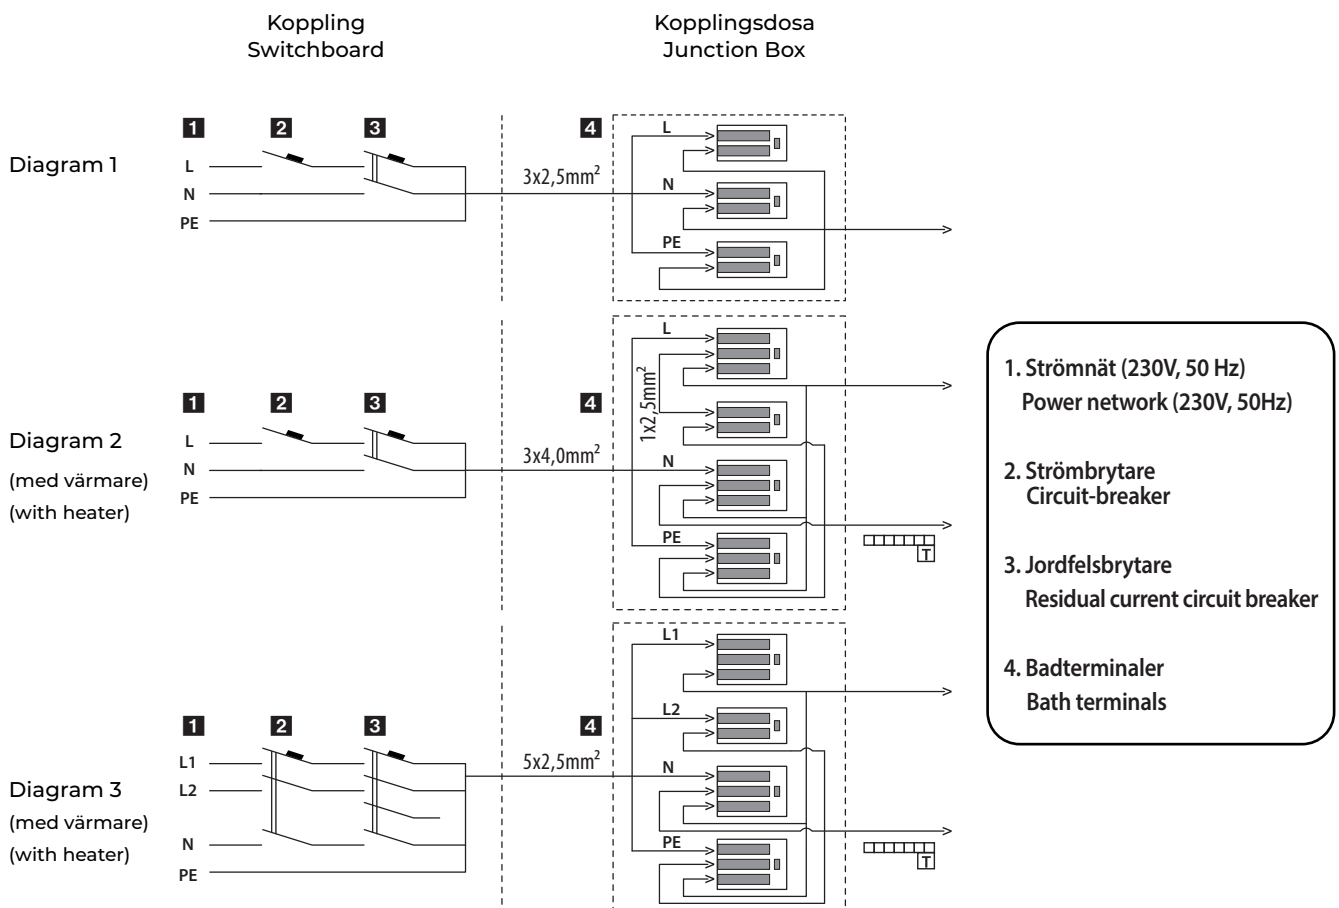 Koppling
Switchboard
Kopplingsdosa
Junction Box
Diagram 1
1
2
3
4
L
N
PE
3x2,5mm²
L
N
PE
Diagram 2
(med värmare)
(with heater)
1
2
3
4
L
N
PE
3x4,0mm²
L
1x2,5mm²
N
PE
T
Diagram 3
(med värmare)
(with heater)
1
2
3
4
L1
L2
N
PE
5x2,5mm²
L1
L2
N
PE
T
1. Strömnät (230V, 50 Hz)
Power network (230V, 50Hz)
2. Strömbrytare
Circuit-breaker
3. Jordfelsbrytare
Residual current circuit breaker
4. Badterminaler
Bath terminals